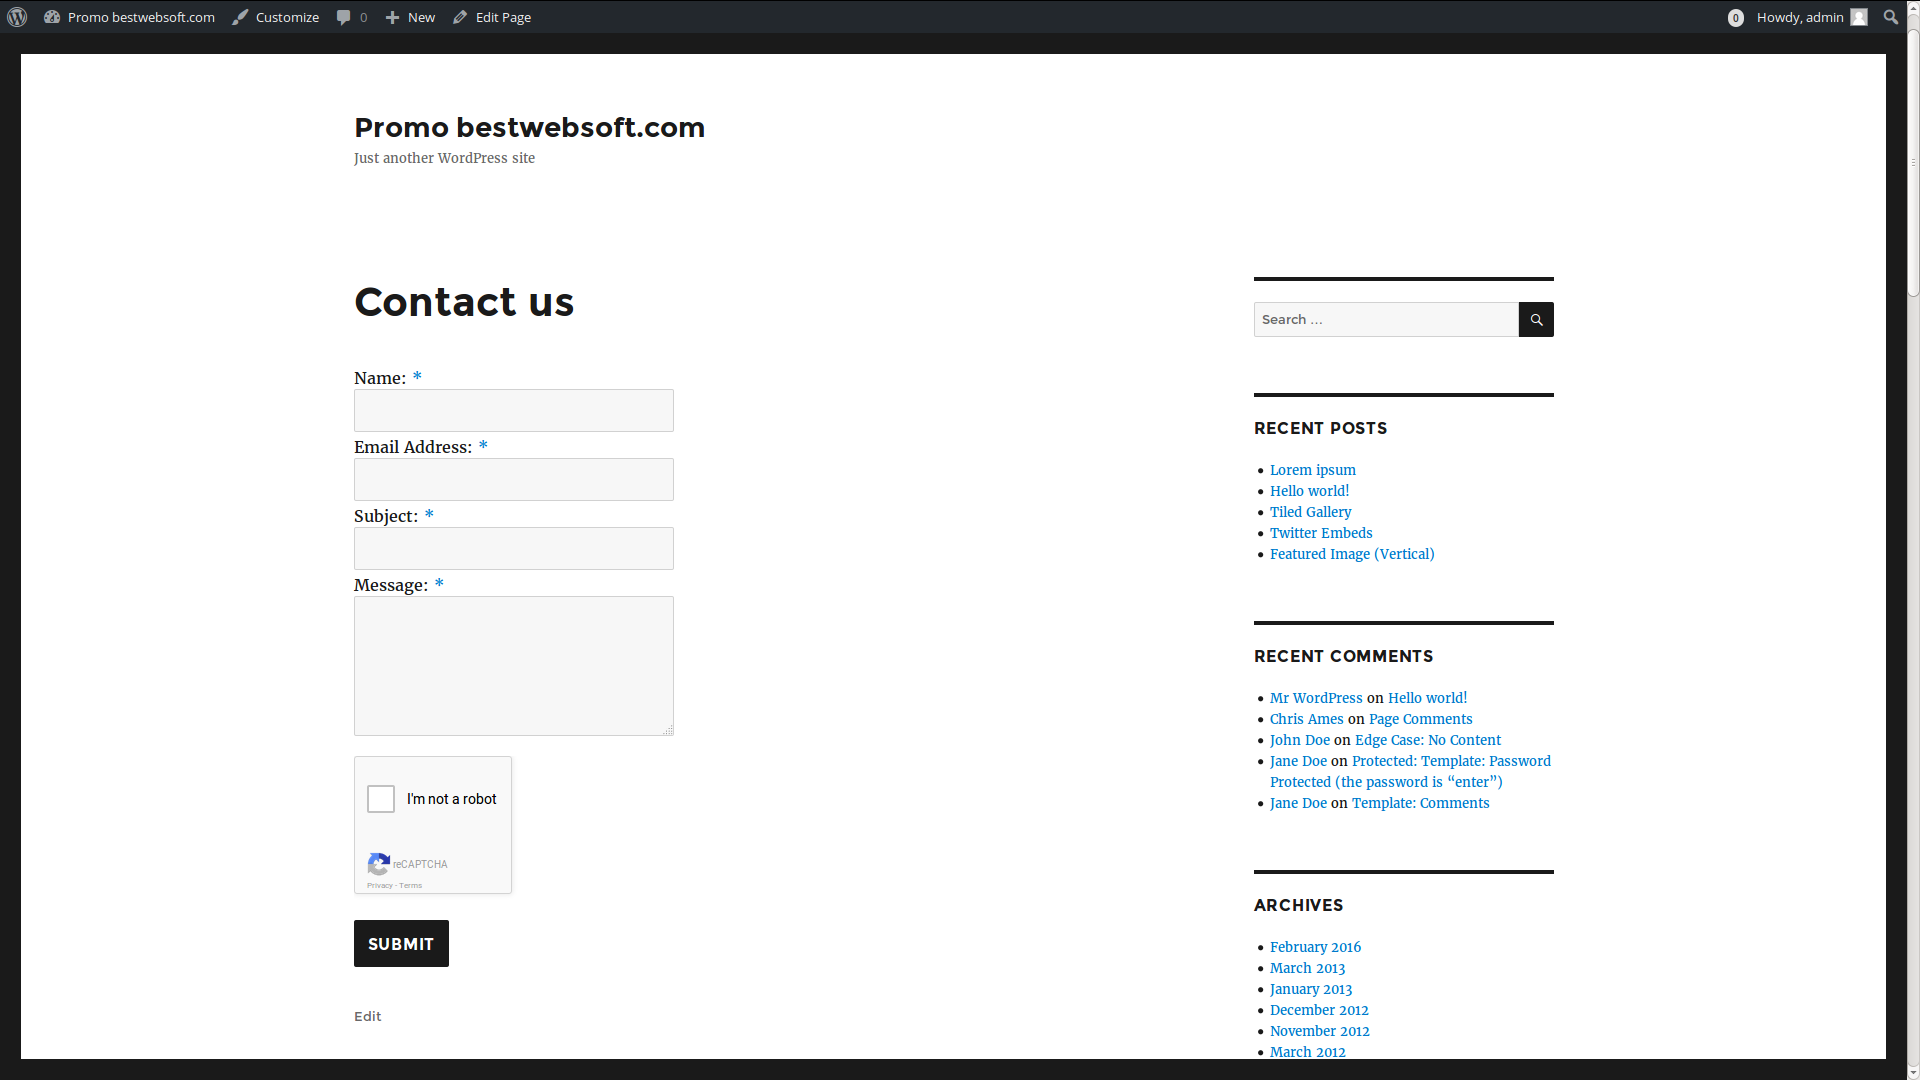 Promo bestwebsoft.com Customize 0 New Edit Page 0 Howdy, admin
Promo bestwebsoft.com
Just another WordPress site
Contact us
Name: *
Email Address: *
Subject: *
Message: *
I'm not a robot
reCAPTCHA
Privacy - Terms
SUBMIT
Edit
Search …
RECENT POSTS
Lorem ipsum
Hello world!
Tiled Gallery
Twitter Embeds
Featured Image (Vertical)
RECENT COMMENTS
Mr WordPress on Hello world!
Chris Ames on Page Comments
John Doe on Edge Case: No Content
Jane Doe on Protected: Template: Password
Protected (the password is “enter”)
Jane Doe on Template: Comments
ARCHIVES
February 2016
March 2013
January 2013
December 2012
November 2012
March 2012